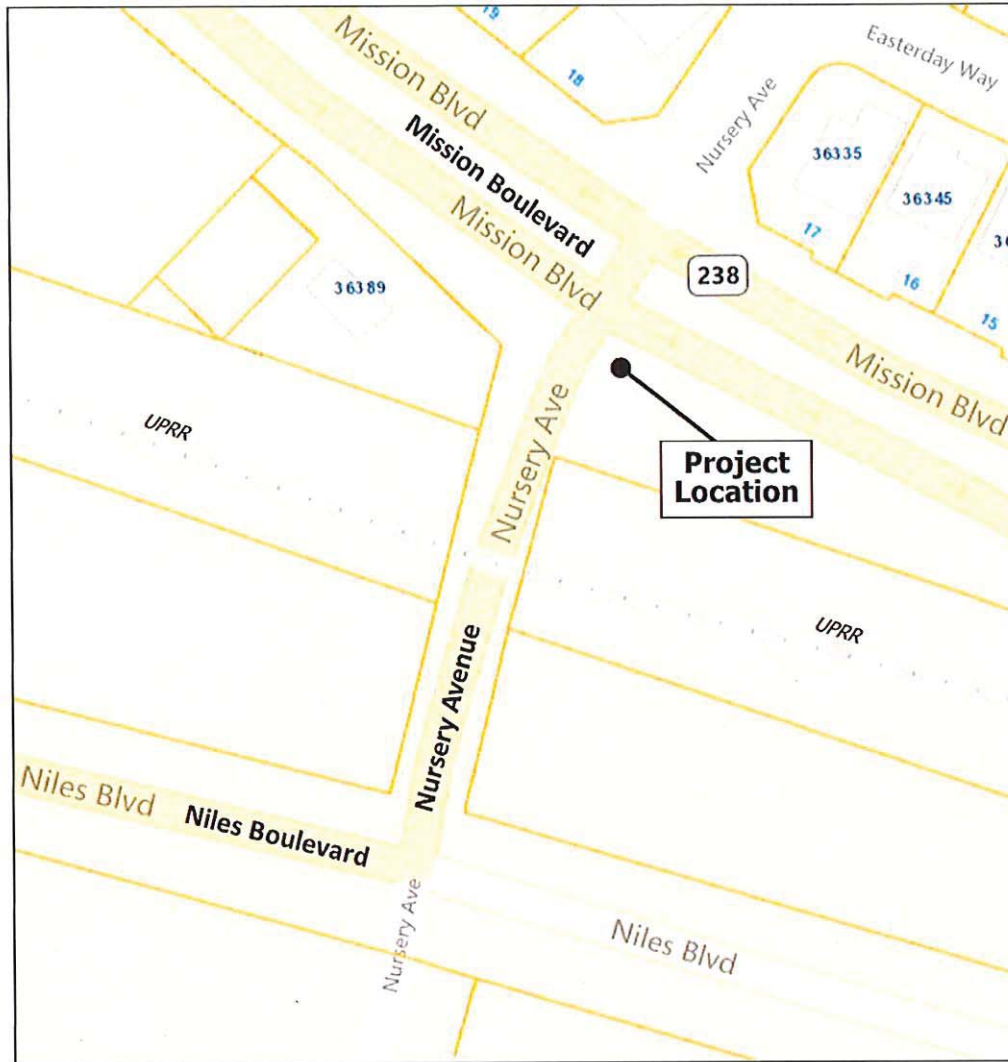 19
Mission Blvd
18
Easterday Way
Nursery Ave
Mission Boulevard
36335
36345
Mission Blvd
17
238
36389
16
15
Mission Blvd
Nursery Ave
UPRR
Project
Location
UPRR
Nursery Avenue
Niles Blvd
Niles Boulevard
Nursery Ave
Niles Blvd